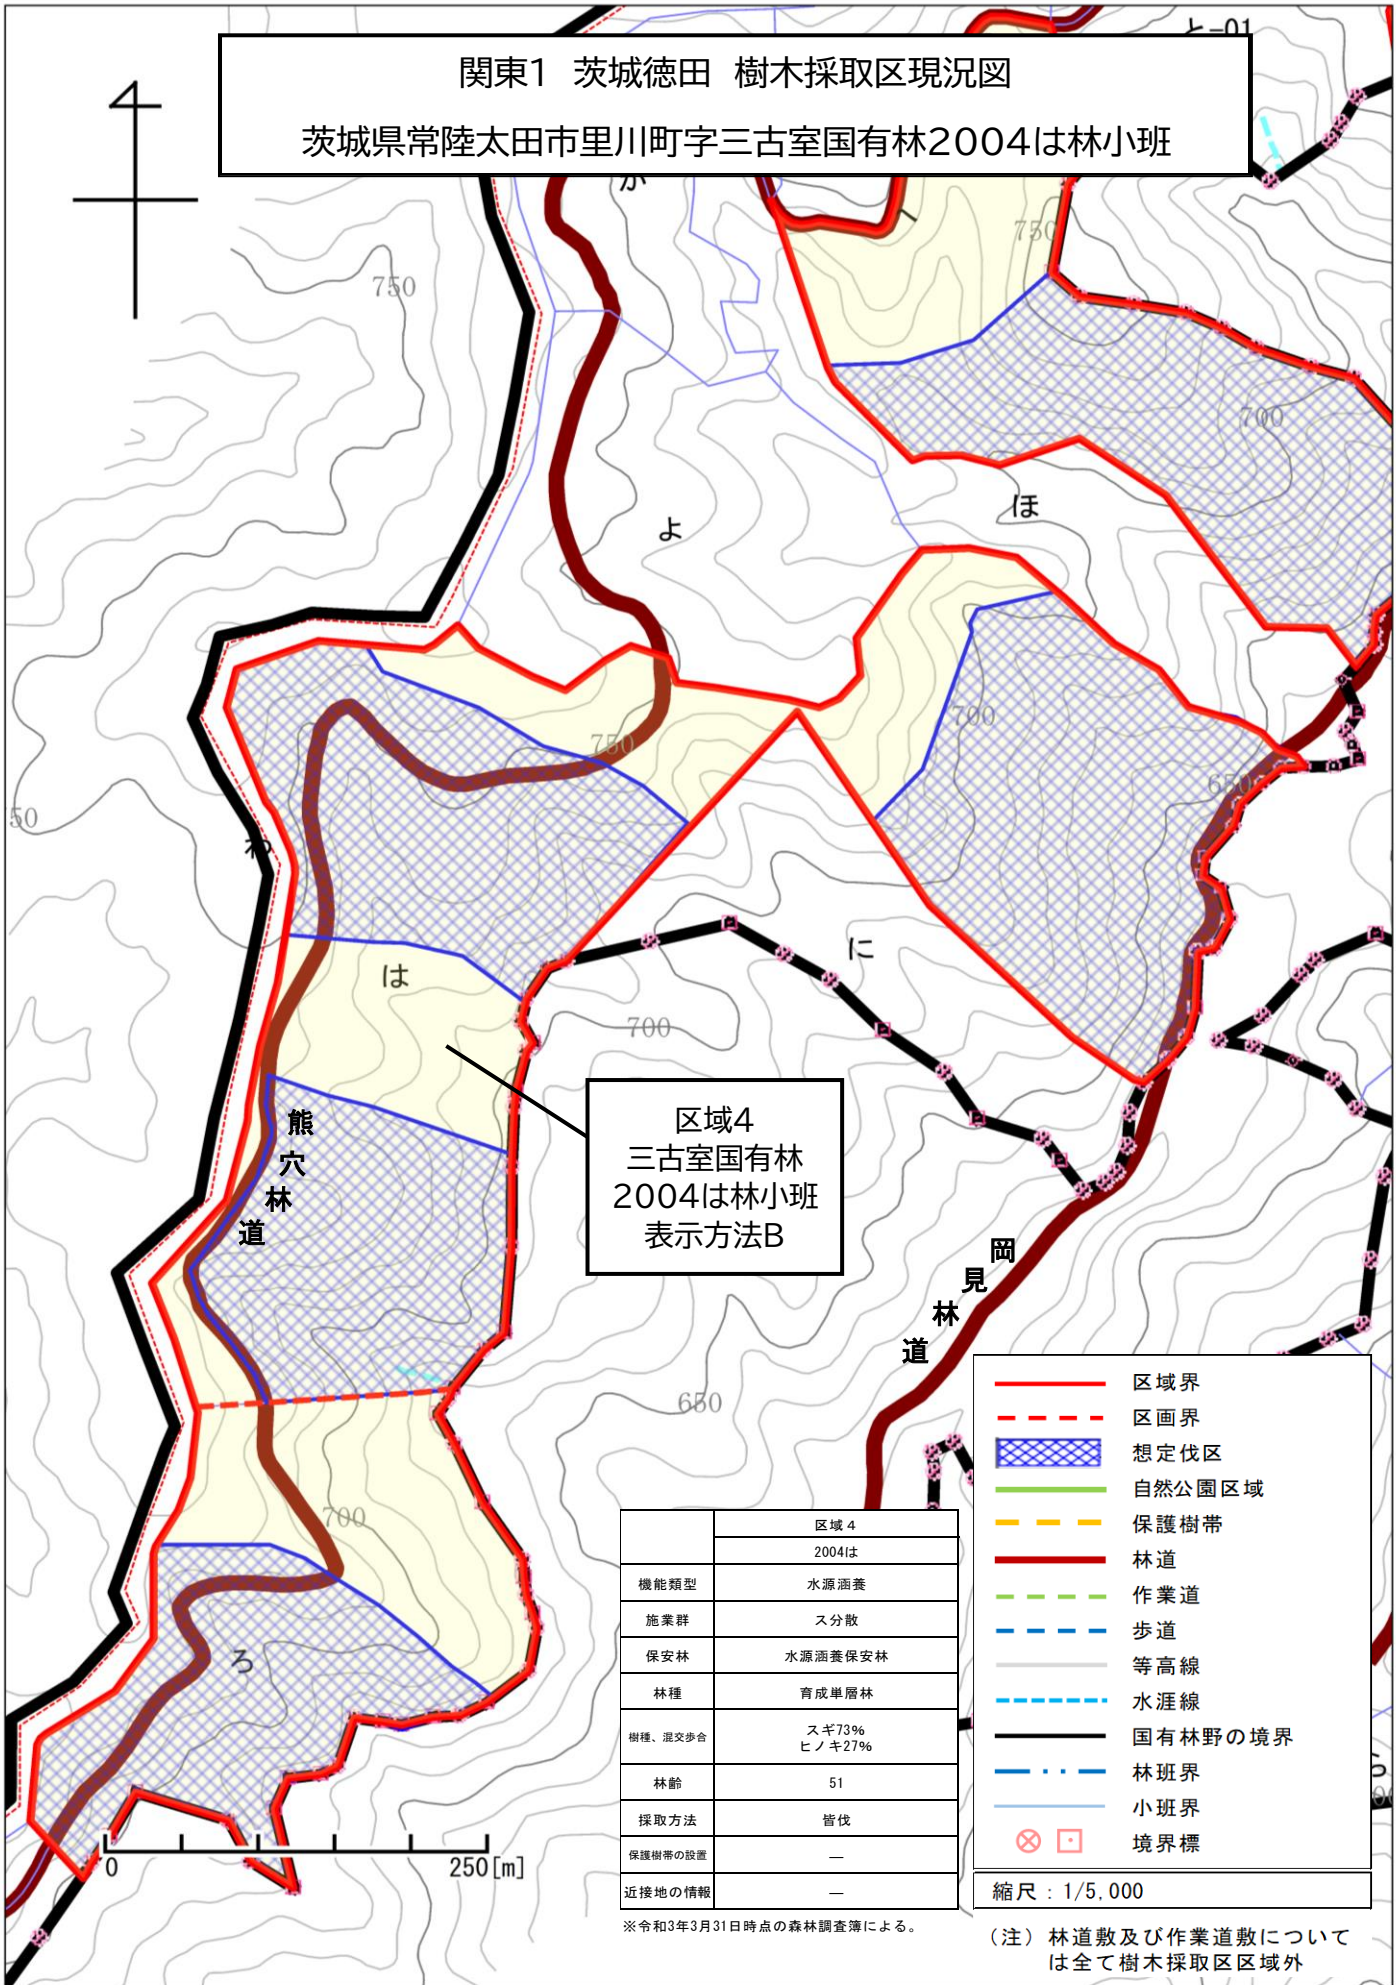 と-01
関東1 茨城徳田 樹木採取区現況図
茨城県常陸太田市里川町字三古室国有林2004は林小班
か
750
750
700
ほ
よ
700
750
650
50
わ
は
に
700
熊穴林道
区域4
三古室国有林
2004は林小班
表示方法B
岡見林道
650
700
ろ
区域界
区画界
想定伐区
自然公園区域
保護樹帯
林道
作業道
歩道
等高線
水涯線
国有林野の境界
林班界
小班界
境界標
縮尺：1/5,000
（注）林道敷及び作業道敷について
は全て樹木採取区区域外
区域４
2004は
機能類型 水源涵養
施業群 ス分散
保安林 水源涵養保安林
林種 育成単層林
樹種、混交歩合 スギ73%
ヒノキ27%
林齢 51
採取方法 皆伐
保護樹帯の設置 ―
近接地の情報 ―
※令和3年3月31日時点の森林調査簿による。
0 250[m]
ら